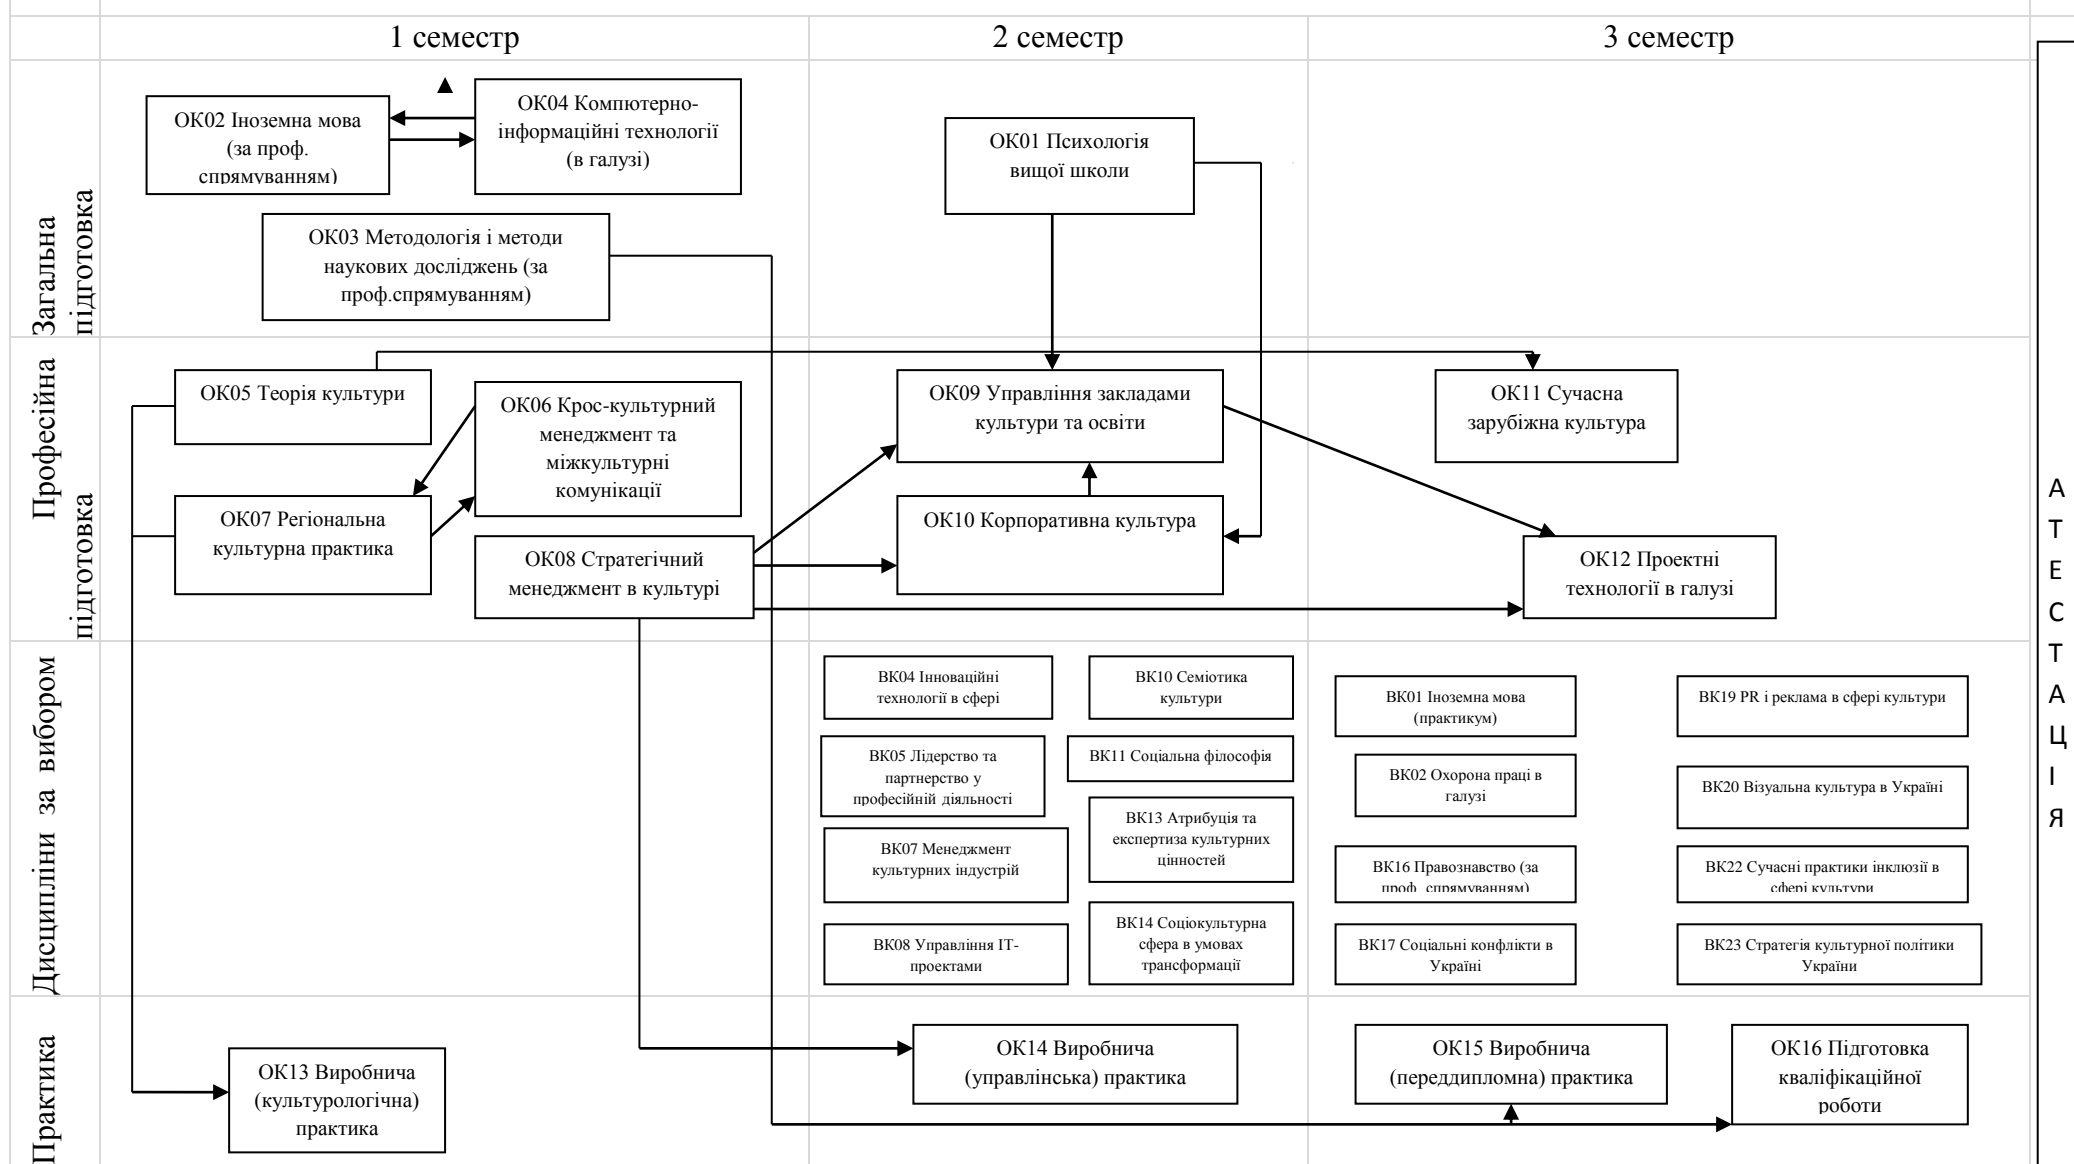 1 семестр
2 семестр
3 семестр
Загальна
підготовка
ОК02 Іноземна мова
(за проф.
спрямуванням)
ОК04 Компютерно-
інформаційні технології
(в галузі)
ОК03 Методологія і методи
наукових досліджень (за
проф.спрямуванням)
ОК01 Психологія
вищої школи
Професійна
підготовка
ОК05 Теорія культури
ОК06 Крос-культурний
менеджмент та
міжкультурні
комунікації
ОК07 Регіональна
культурна практика
ОК08 Стратегічний
менеджмент в культурі
ОК09 Управління закладами
культури та освіти
ОК10 Корпоративна культура
ОК11 Сучасна
зарубіжна культура
ОК12 Проектні
технології в галузі
Дисципліни за вибором
ВК04 Інноваційні
технології в сфері
ВК10 Семіотика
культури
ВК05 Лідерство та
партнерство у
професійній діяльності
ВК11 Соціальна філософія
ВК07 Менеджмент
культурних індустрій
ВК13 Атрибуція та
експертиза культурних
цінностей
ВК08 Управління ІТ-
проектами
ВК14 Соціокультурна
сфера в умовах
трансформації
ВК01 Іноземна мова
(практикум)
ВК19 PR і реклама в сфері культури
ВК02 Охорона праці в
галузі
ВК20 Візуальна культура в Україні
ВК16 Правознавство (за
проф. спрямуванням)
ВК22 Сучасні практики інклюзії в
сфері культури
ВК17 Соціальні конфлікти в
Україні
ВК23 Стратегія культурної політики
України
Практика
ОК13 Виробнича
(культурологічна)
практика
ОК14 Виробнича
(управлінська) практика
ОК15 Виробнича
(переддипломна) практика
ОК16 Підготовка
кваліфікаційної
роботи
А
Т
Е
С
Т
А
Ц
І
Я